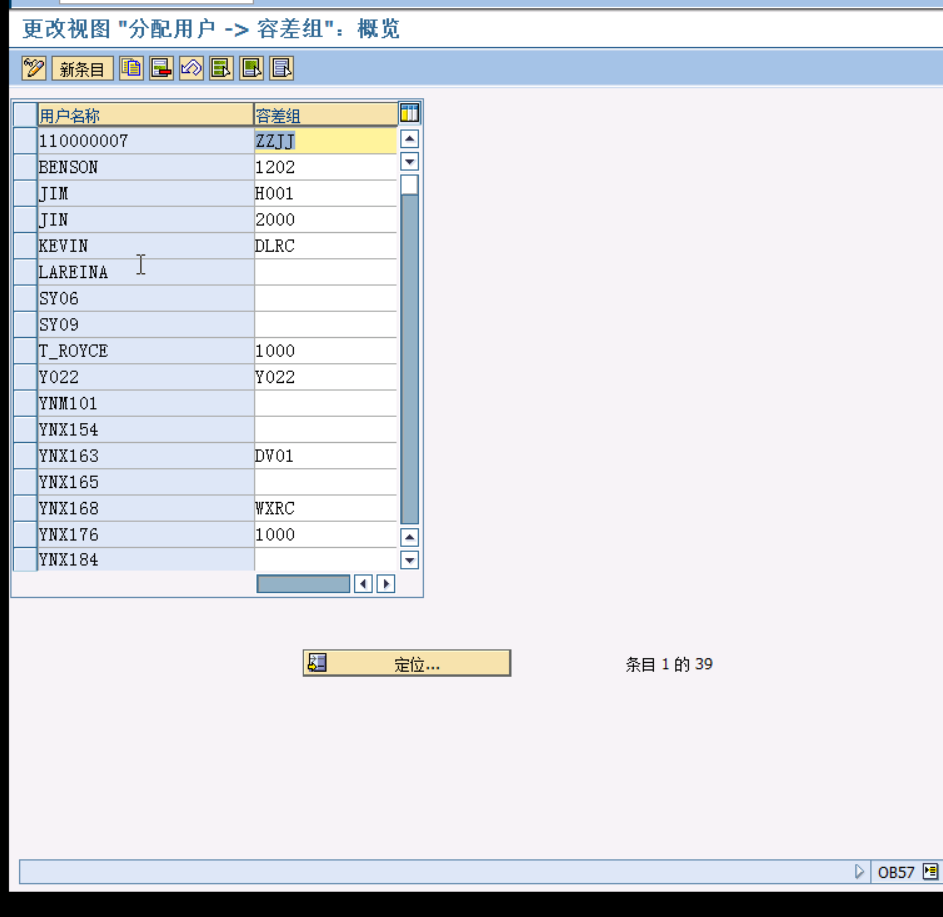 更改视图 "分配用户 -> 容差组"：概览
新条目
用户名称 容差组
110000007 ZZJJ
BENSON 1202
JIM H001
JIN 2000
KEVIN DLRC
LAREINA
SY06
SY09
T_ROYCE 1000
Y022 Y022
YNM101
YNX154
YNX163 DV01
YNX165
YNX168 WXRC
YNX176 1000
YNX184
定位... 条目 1 的 39
OB57